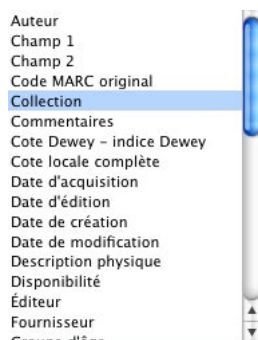 Auteur
Champ 1
Champ 2
Code MARC original
Collection
Commentaires
Cote Dewey – indice Dewey
Cote locale complète
Date d'acquisition
Date d'édition
Date de création
Date de modification
Description physique
Disponibilité
Éditeur
Fournisseur